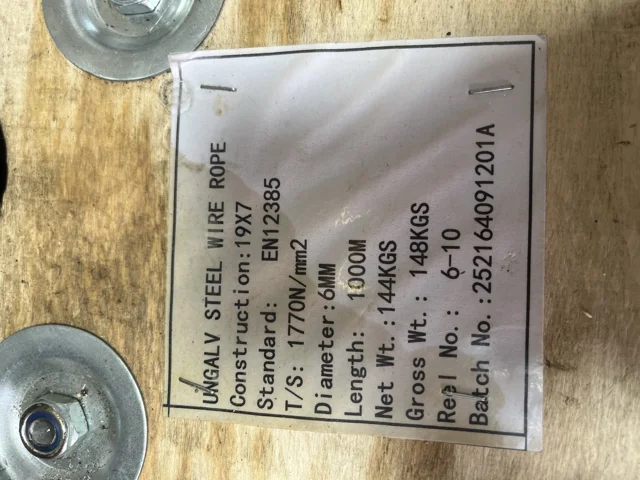 UNGALV STEEL WIRE ROPE
Construction:19X7
Standard: EN12385
T/S: 1770N/mm2
Diameter:6MM
Length: 1000M
Net Wt.:144KGS
Gross Wt.: 148KGS
Reel No.: 6-10
Batch No.:252164091201A